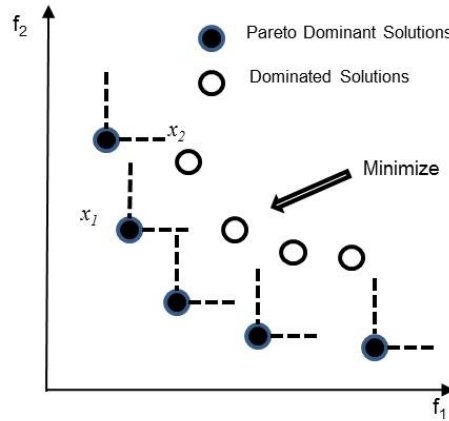 f2
Pareto Dominant Solutions
Dominated Solutions
x2
Minimize
x1
f1